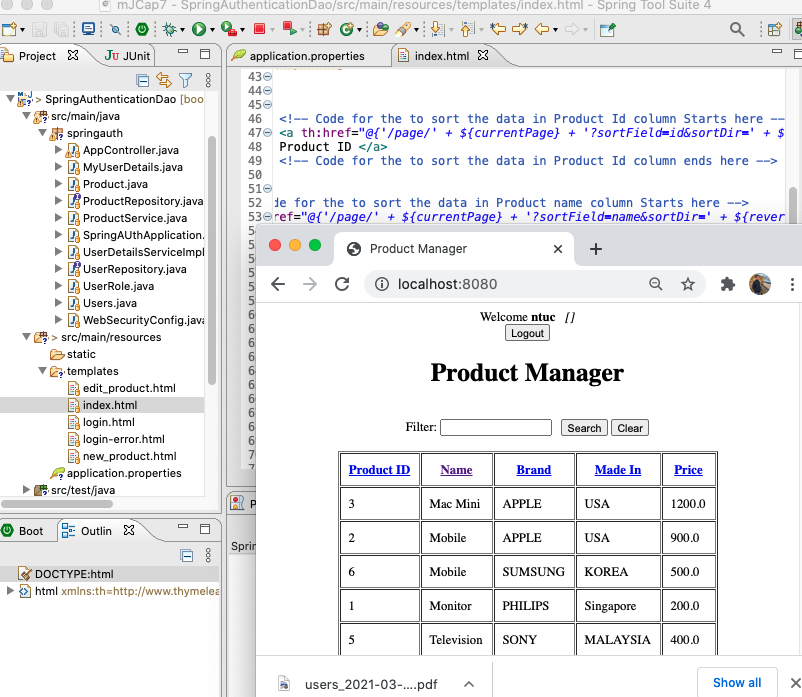 mJCap7 - SpringAuthenticationDao/src/main/resources/templates/index.html - Spring Tool Suite 4
Project
JUnit
> SpringAuthenticationDao [boo
src/main/java
springauth
AppController.java
MyUserDetails.java
Product.java
ProductRepository.java
ProductService.java
SpringAUthApplication.
UserDetailsServiceImpl
UserRepository.java
UserRole.java
Users.java
WebSecurityConfig.java
> src/main/resources
static
templates
edit_product.html
index.html
login.html
login-error.html
new_product.html
application.properties
src/test/java
Boot
Outlin
DOCTYPE:html
html xmlns:th=http://www.thymelea
application.properties
index.html
43
44
45
46 <!-- Code for the to sort the data in Product Id column Starts here --
47 <a th:href="@{'/page/' + ${currentPage} + '?sortField=id&sortDir=' + $
48 Product ID </a>
49 <!-- Code for the to sort the data in Product Id column ends here -->
50
51
52 de for the to sort the data in Product name column Starts here -->
53 ref="@{'/page/' + ${currentPage} + '?sortField=name&sortDir=' + ${rever
Sprin
Product Manager
localhost:8080
Welcome ntuc []
Logout
Product Manager
Filter: Search Clear
Product ID Name Brand Made In Price
3 Mac Mini APPLE USA 1200.0
2 Mobile APPLE USA 900.0
6 Mobile SUMSUNG KOREA 500.0
1 Monitor PHILIPS Singapore 200.0
5 Television SONY MALAYSIA 400.0
users_2021-03-....pdf
Show all